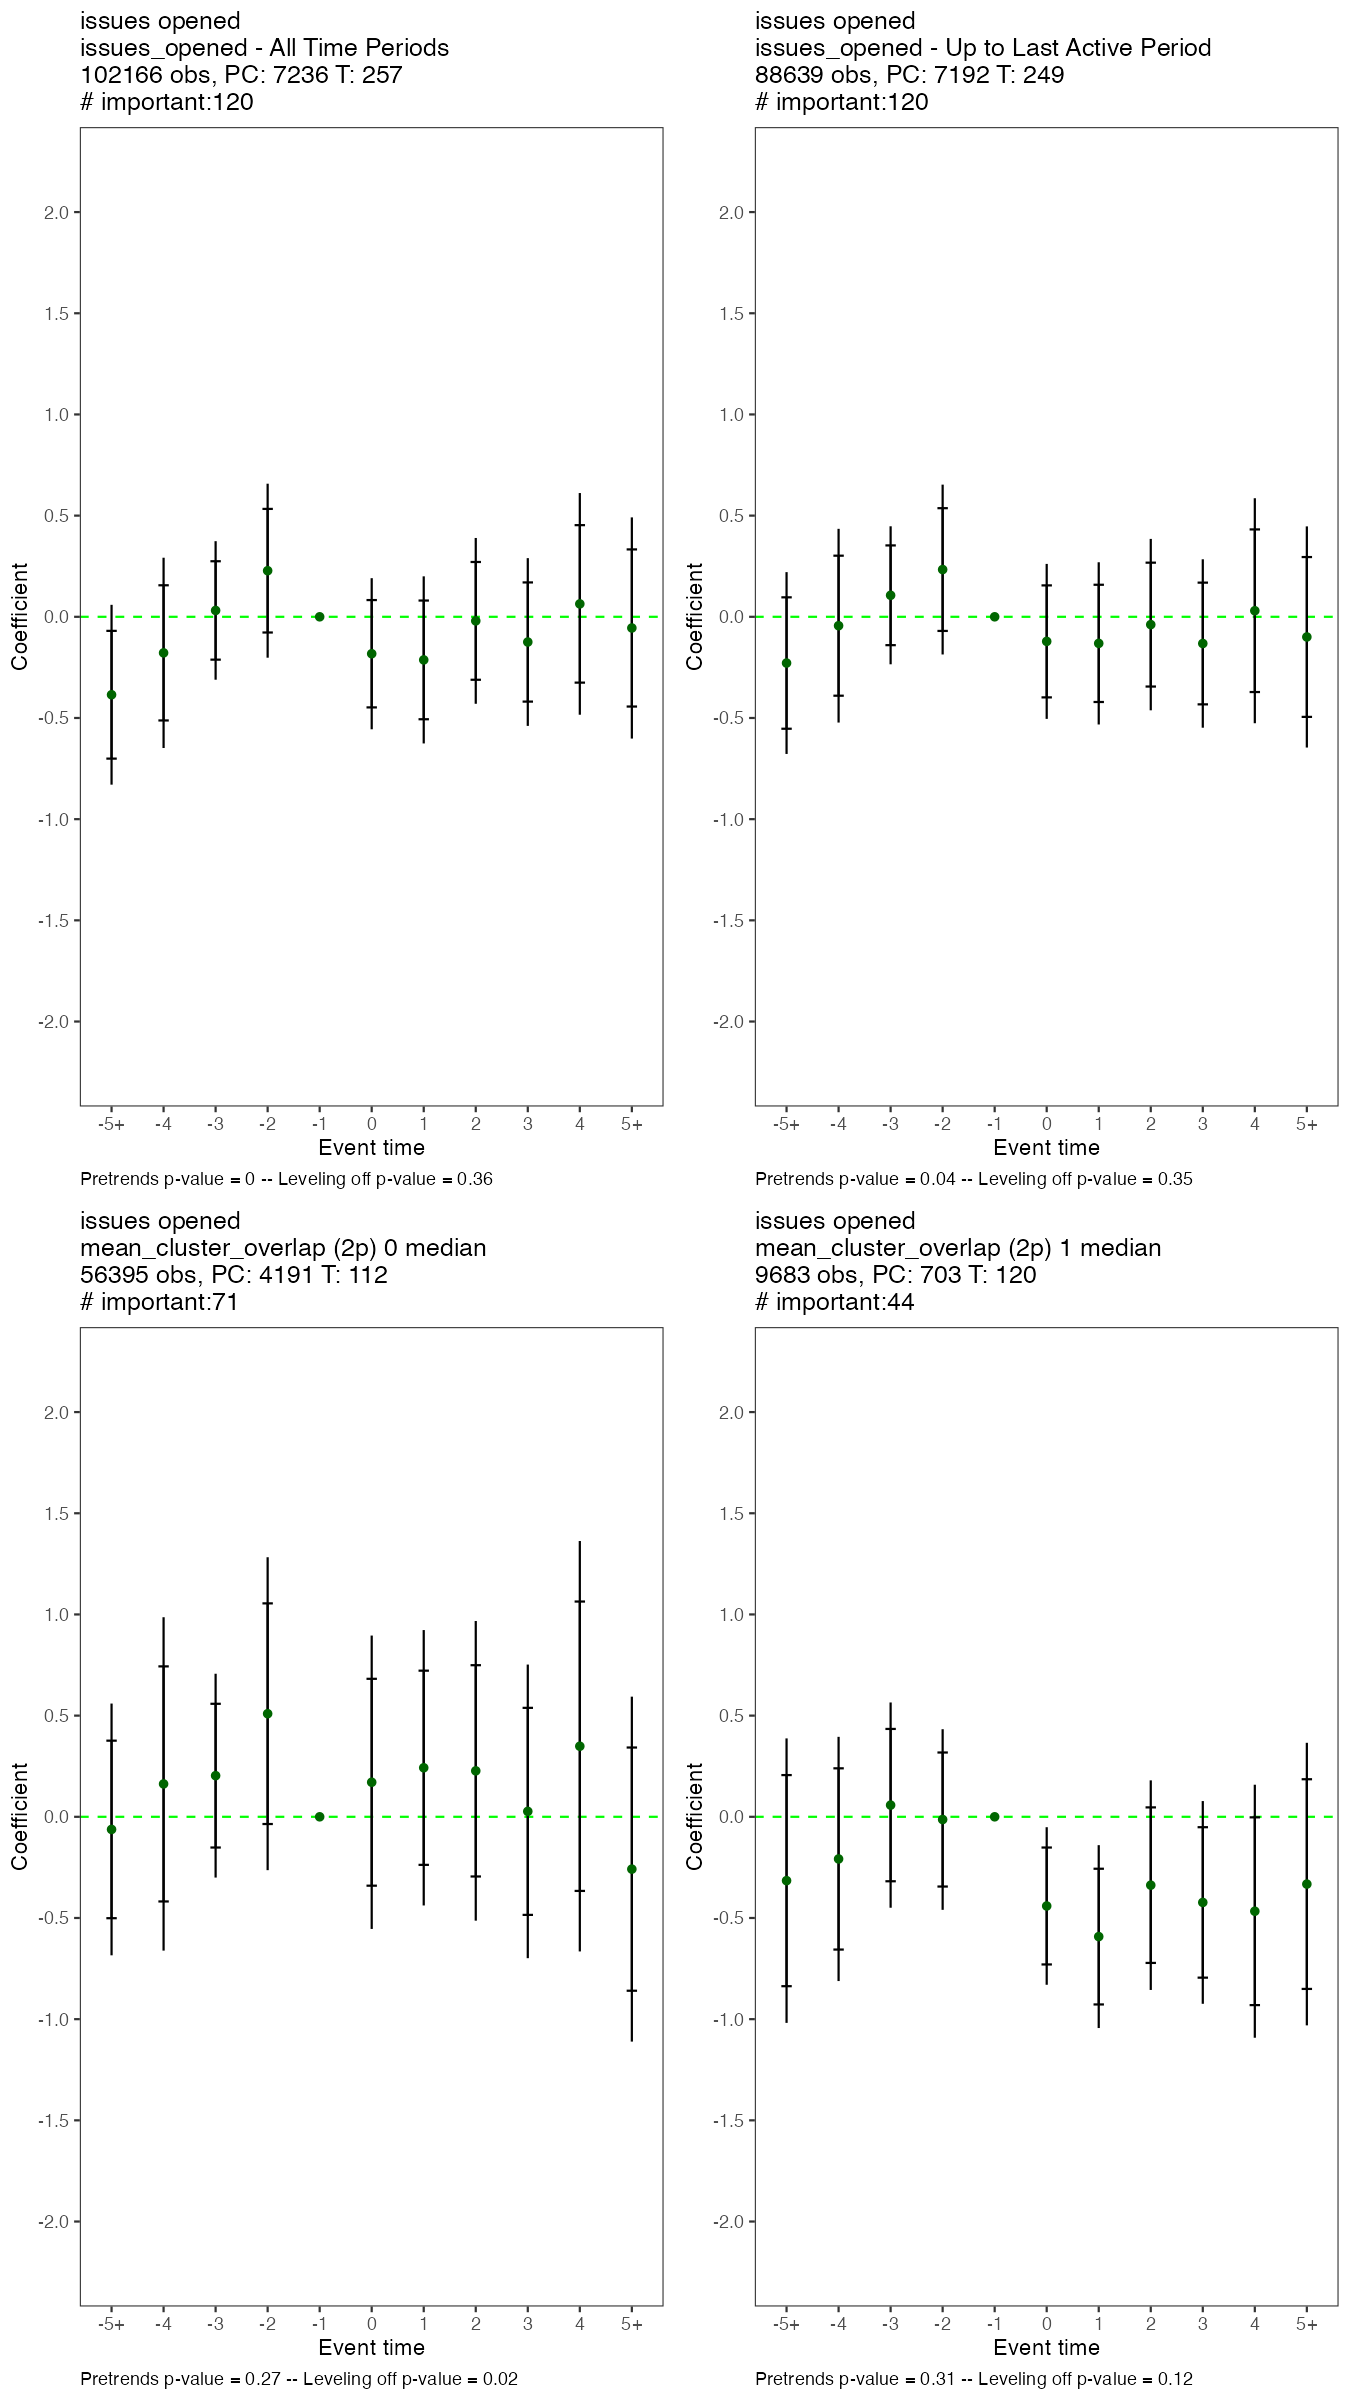 issues opened
issues_opened - All Time Periods
102166 obs, PC: 7236 T: 257
# important:120
Coefficient
2.0
1.5
1.0
0.5
0.0
-0.5
-1.0
-1.5
-2.0
-5+ -4 -3 -2 -1 0 1 2 3 4 5+
Event time
Pretrends p-value = 0 -- Leveling off p-value = 0.36
issues opened
issues_opened - Up to Last Active Period
88639 obs, PC: 7192 T: 249
# important:120
Coefficient
2.0
1.5
1.0
0.5
0.0
-0.5
-1.0
-1.5
-2.0
-5+ -4 -3 -2 -1 0 1 2 3 4 5+
Event time
Pretrends p-value = 0.04 -- Leveling off p-value = 0.35
issues opened
mean_cluster_overlap (2p) 0 median
56395 obs, PC: 4191 T: 112
# important:71
Coefficient
2.0
1.5
1.0
0.5
0.0
-0.5
-1.0
-1.5
-2.0
-5+ -4 -3 -2 -1 0 1 2 3 4 5+
Event time
Pretrends p-value = 0.27 -- Leveling off p-value = 0.02
issues opened
mean_cluster_overlap (2p) 1 median
9683 obs, PC: 703 T: 120
# important:44
Coefficient
2.0
1.5
1.0
0.5
0.0
-0.5
-1.0
-1.5
-2.0
-5+ -4 -3 -2 -1 0 1 2 3 4 5+
Event time
Pretrends p-value = 0.31 -- Leveling off p-value = 0.12